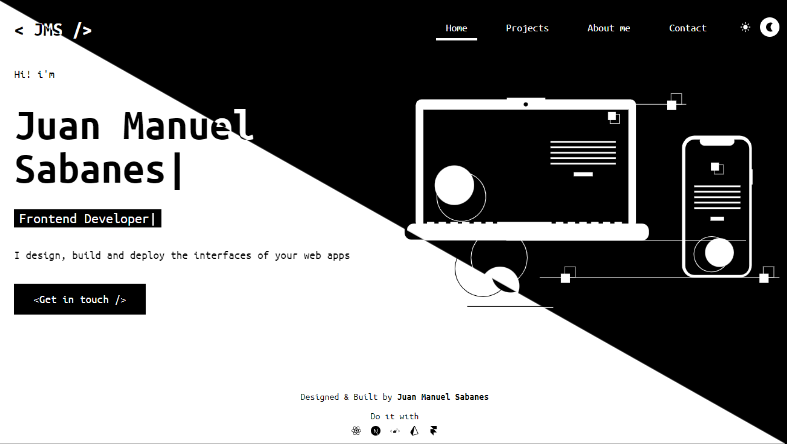 < JMS />
Home Projects About me Contact
Hi! i'm
Juan Manuel
Sabanes|
Frontend Developer|
I design, build and deploy the interfaces of your web apps
<Get in touch />
Designed & Built by Juan Manuel Sabanes
Do it with